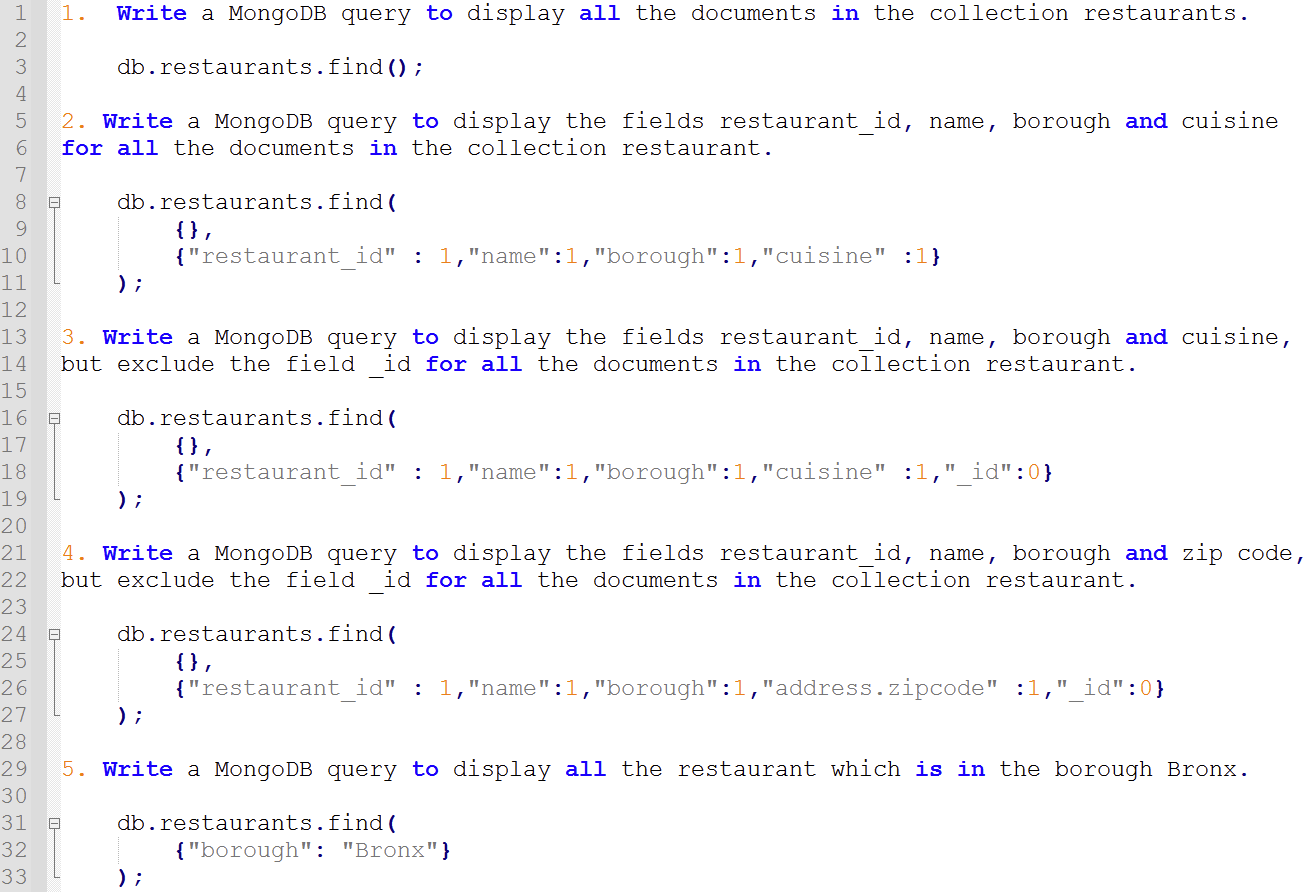 1 1. Write a MongoDB query to display all the documents in the collection restaurants.
2
3 db.restaurants.find();
4
5 2. Write a MongoDB query to display the fields restaurant_id, name, borough and cuisine
6 for all the documents in the collection restaurant.
7
8 db.restaurants.find(
9 {},
10 {"restaurant_id" : 1,"name":1,"borough":1,"cuisine" :1}
11 );
12
13 3. Write a MongoDB query to display the fields restaurant_id, name, borough and cuisine,
14 but exclude the field _id for all the documents in the collection restaurant.
15
16 db.restaurants.find(
17 {},
18 {"restaurant_id" : 1,"name":1,"borough":1,"cuisine" :1,"_id":0}
19 );
20
21 4. Write a MongoDB query to display the fields restaurant_id, name, borough and zip code,
22 but exclude the field _id for all the documents in the collection restaurant.
23
24 db.restaurants.find(
25 {},
26 {"restaurant_id" : 1,"name":1,"borough":1,"address.zipcode" :1,"_id":0}
27 );
28
29 5. Write a MongoDB query to display all the restaurant which is in the borough Bronx.
30
31 db.restaurants.find(
32 {"borough": "Bronx"}
33 );